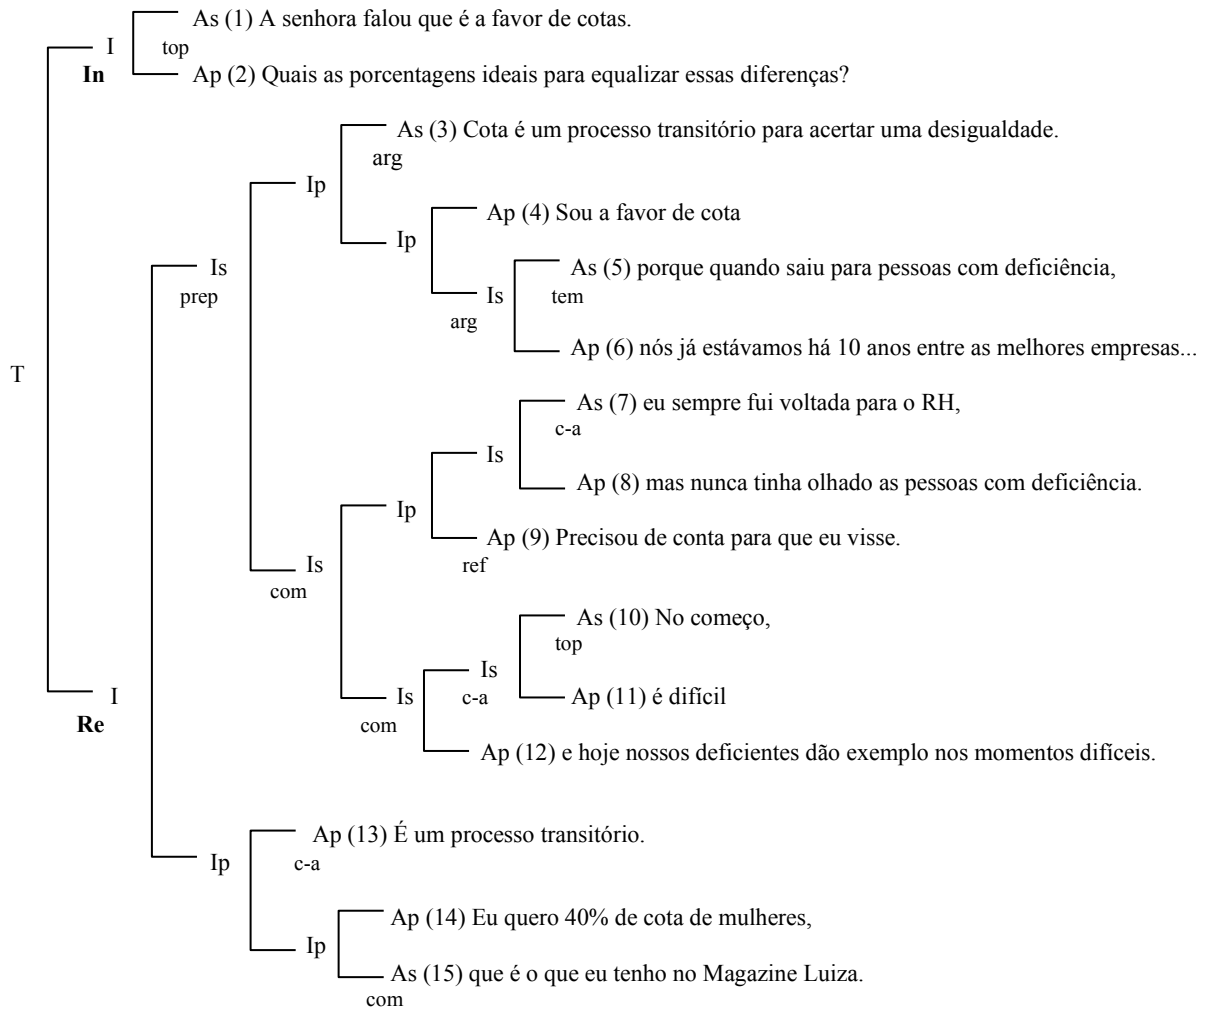 As (1) A senhora falou que é a favor de cotas.
I
top
In
Ap (2) Quais as porcentagens ideais para equalizar essas diferenças?
As (3) Cota é um processo transitório para acertar uma desigualdade.
arg
Ip
Ap (4) Sou a favor de cota
Ip
As (5) porque quando saiu para pessoas com deficiência,
Is
Is
tem
prep
arg
Ap (6) nós já estávamos há 10 anos entre as melhores empresas...
T
As (7) eu sempre fui voltada para o RH,
c-a
Is
Ap (8) mas nunca tinha olhado as pessoas com deficiência.
Ip
Ap (9) Precisou de conta para que eu visse.
Is
ref
com
As (10) No começo,
top
Is
I
Is
c-a
Ap (11) é difícil
Re
com
Ap (12) e hoje nossos deficientes dão exemplo nos momentos difíceis.
Ap (13) É um processo transitório.
Ip
c-a
Ap (14) Eu quero 40% de cota de mulheres,
Ip
As (15) que é o que eu tenho no Magazine Luiza.
com